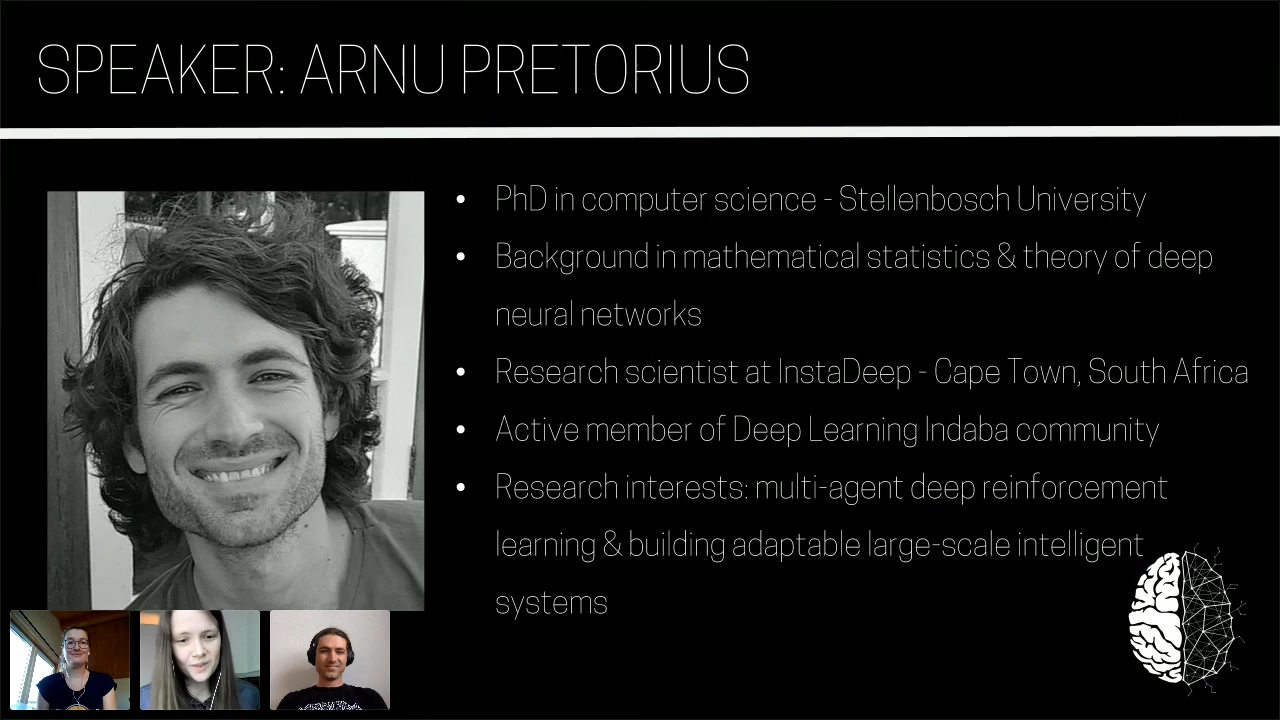 SPEAKER: ARNU PRETORIUS
• PhD in computer science - Stellenbosch University
• Background in mathematical statistics & theory of deep
neural networks
• Research scientist at InstaDeep - Cape Town, South Africa
• Active member of Deep Learning Indaba community
• Research interests: multi-agent deep reinforcement
learning & building adaptable large-scale intelligent
systems